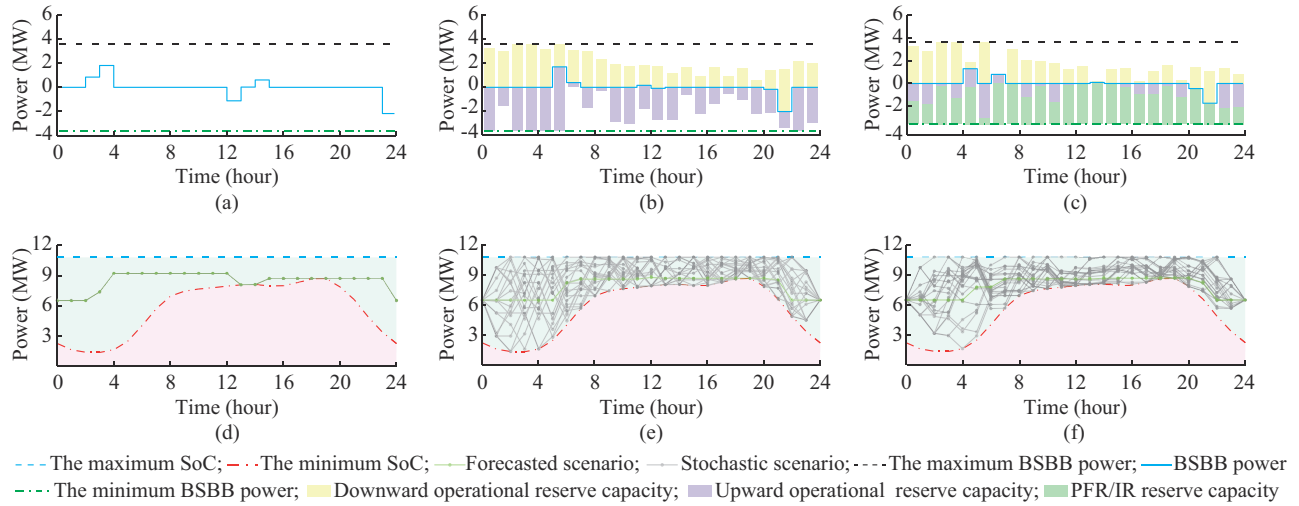 Power (MW)
6
4
2
0
-2
-4
0 4 8 12 16 20 24
Time (hour)
(a)
Power (MW)
6
4
2
0
-2
-4
0 4 8 12 16 20 24
Time (hour)
(b)
Power (MW)
6
4
2
0
-2
-4
0 4 8 12 16 20 24
Time (hour)
(c)
Power (MW)
12
9
6
3
0 4 8 12 16 20 24
Time (hour)
(d)
Power (MW)
12
9
6
3
0 4 8 12 16 20 24
Time (hour)
(e)
Power (MW)
12
9
6
3
0 4 8 12 16 20 24
Time (hour)
(f)
The maximum SoC; The minimum SoC; Forecasted scenario; Stochastic scenario; The maximum BSBB power; BSBB power
The minimum BSBB power; Downward operational reserve capacity; Upward operational reserve capacity; PFR/IR reserve capacity